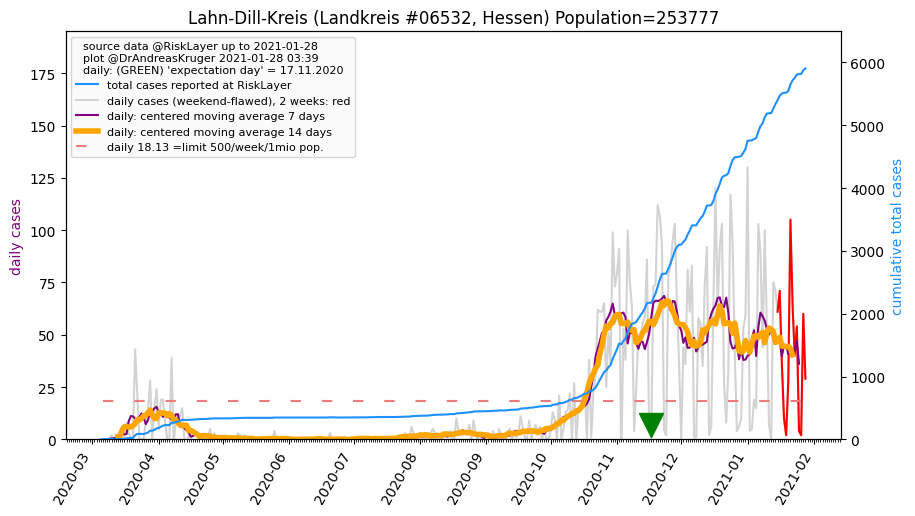 Lahn-Dill-Kreis (Landkreis #06532, Hessen) Population=253777
source data @RiskLayer up to 2021-01-28
plot @DrAndreasKruger 2021-01-28 03:39
daily: (GREEN) 'expectation day' = 17.11.2020
total cases reported at RiskLayer
daily cases (weekend-flawed), 2 weeks: red
daily: centered moving average 7 days
daily: centered moving average 14 days
daily 18.13 =limit 500/week/1mio pop.
daily cases
175
150
125
100
75
50
25
0
cumulative total cases
6000
5000
4000
3000
2000
1000
0
2020-03
2020-04
2020-05
2020-06
2020-07
2020-08
2020-09
2020-10
2020-11
2020-12
2021-01
2021-02